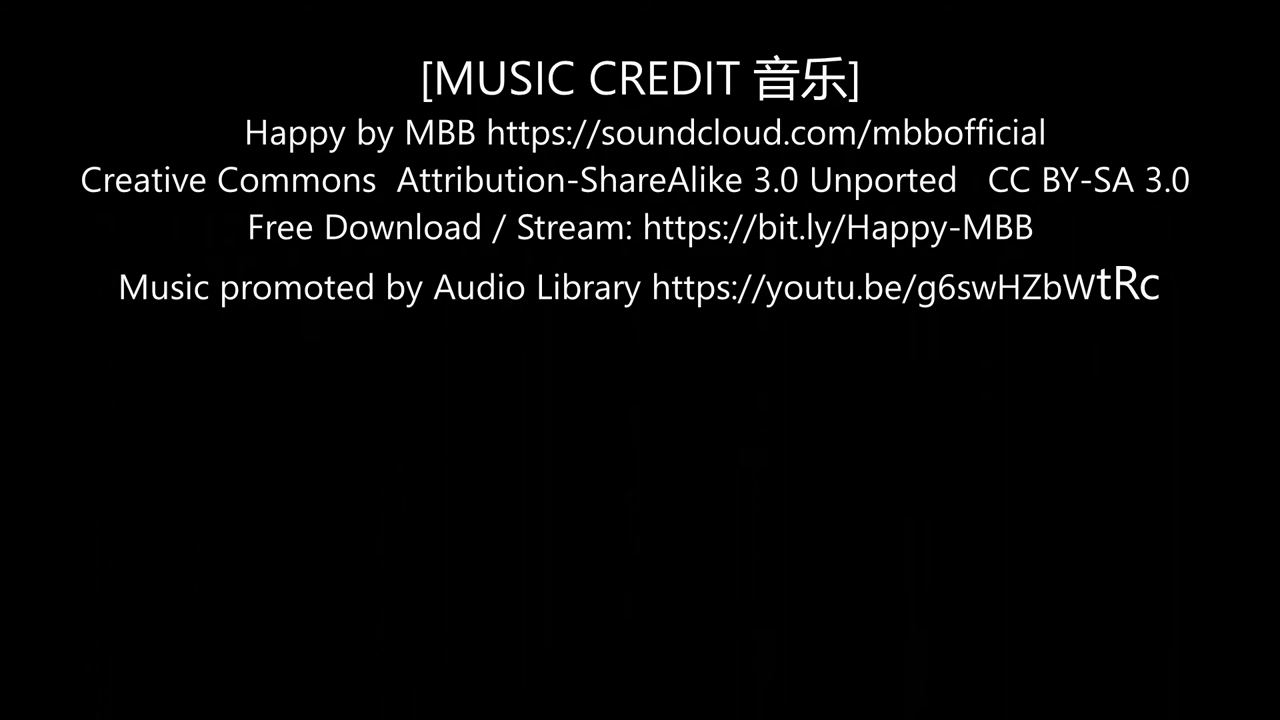 [MUSIC CREDIT 音乐]
Happy by MBB https://soundcloud.com/mbbofficial
Creative Commons  Attribution-ShareAlike 3.0 Unported   CC BY-SA 3.0
Free Download / Stream: https://bit.ly/Happy-MBB
Music promoted by Audio Library https://youtu.be/g6swHZbWtRc